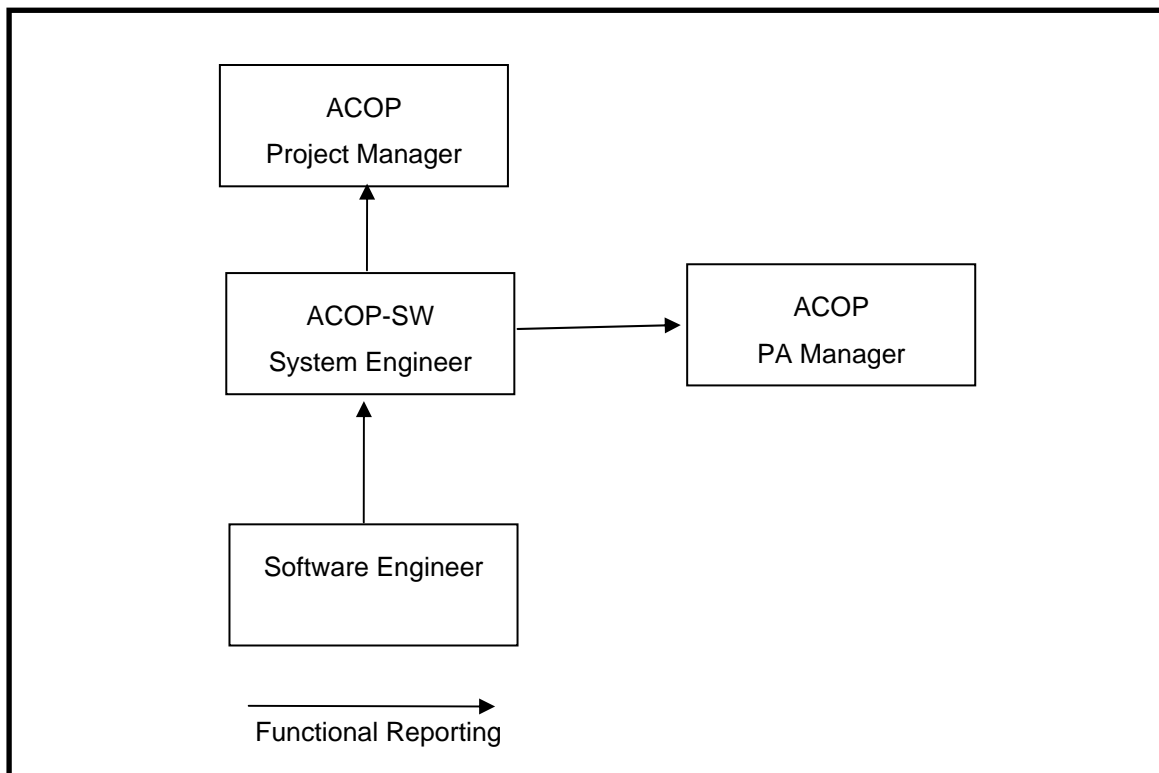 ACOP
Project Manager
ACOP-SW
System Engineer
ACOP
PA Manager
Software Engineer
Functional Reporting